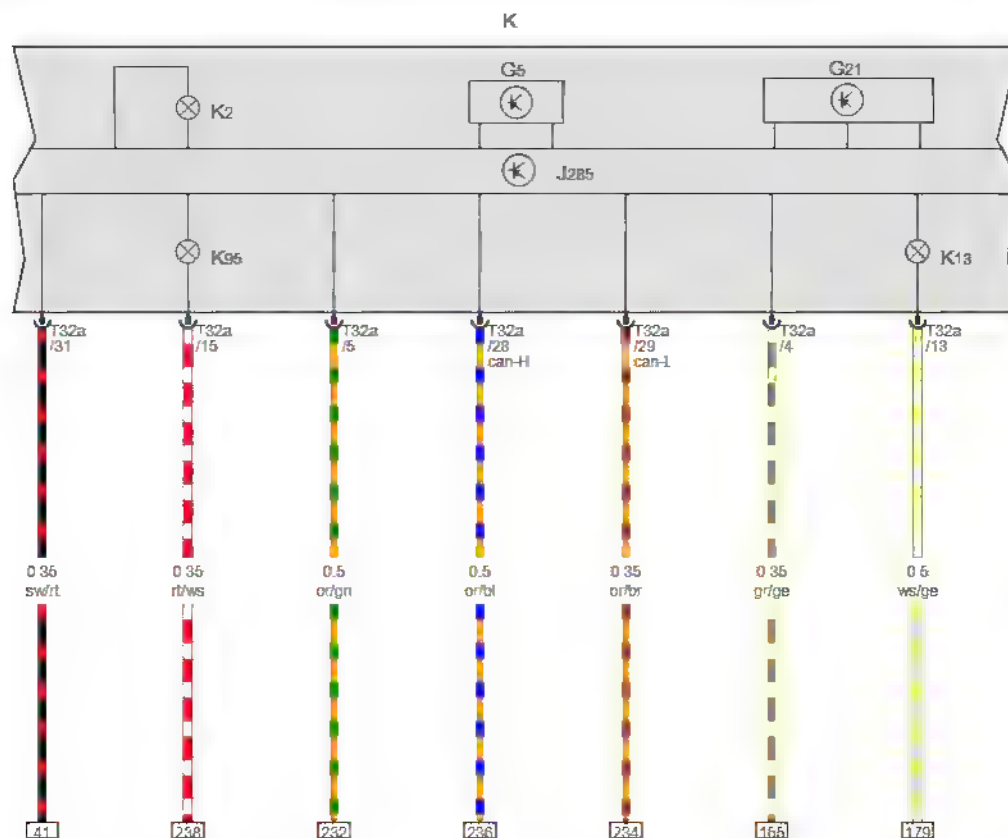 K
K2
G5
G21
J285
K95
K13
T32a
/31
T32a
/15
T32a
/5
T32a
/28
can-H
T32a
/29
can-L
T32a
/4
T32a
/13
0.35
sw/rt
0.35
rt/ws
0.5
or/gn
0.5
or/bl
0.35
or/br
0.35
gr/ge
0.5
ws/ge
41
238
232
236
234
165
179